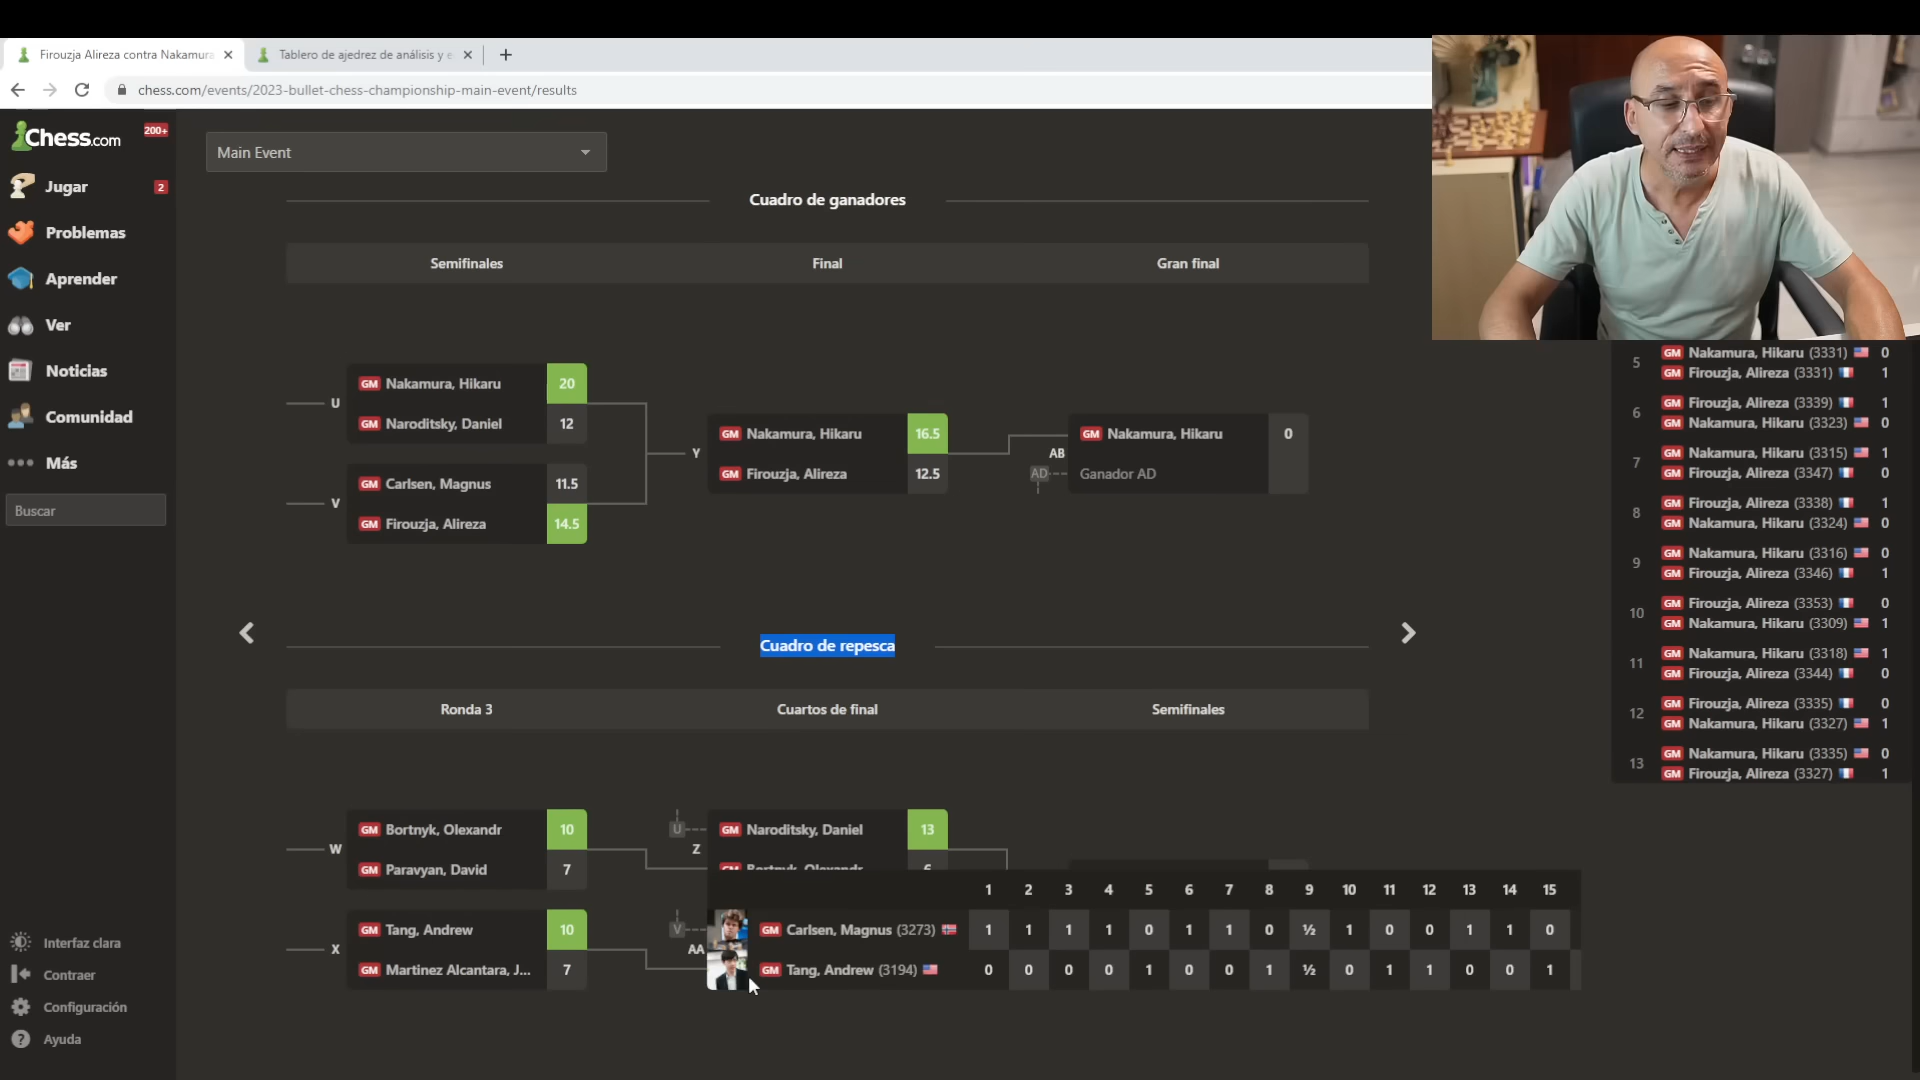 Firouzja Alireza contra Nakamura
Tablero de ajedrez de análisis y e
chess.com/events/2023-bullet-chess-championship-main-event/results
Chess.com
200+
Jugar
2
Problemas
Aprender
Ver
Noticias
Comunidad
Más
Buscar
Interfaz clara
Contraer
Configuración
Ayuda
Main Event
Cuadro de ganadores
Semifinales
Final
Gran final
U
GM Nakamura, Hikaru 20
GM Naroditsky, Daniel 12
V
GM Carlsen, Magnus 11.5
GM Firouzja, Alireza 14.5
Y
GM Nakamura, Hikaru 16.5
GM Firouzja, Alireza 12.5
AB
AD
GM Nakamura, Hikaru 0
Ganador AD
Cuadro de repesca
Ronda 3
Cuartos de final
Semifinales
W
GM Bortnyk, Olexandr 10
GM Paravyan, David 7
X
GM Tang, Andrew 10
GM Martinez Alcantara, J... 7
U
Z
GM Naroditsky, Daniel 13
GM Bortnyk, Olexandr 6
V
AA
1 2 3 4 5 6 7 8 9 10 11 12 13 14 15
GM Carlsen, Magnus (3273) 1 1 1 1 0 1 1 0 ½ 1 0 0 1 1 0
GM Tang, Andrew (3194) 0 0 0 0 1 0 0 1 ½ 0 1 1 0 0 1
5
GM Nakamura, Hikaru (3331) 0
GM Firouzja, Alireza (3331) 1
6
GM Firouzja, Alireza (3339) 1
GM Nakamura, Hikaru (3323) 0
7
GM Nakamura, Hikaru (3315) 1
GM Firouzja, Alireza (3347) 0
8
GM Firouzja, Alireza (3338) 1
GM Nakamura, Hikaru (3324) 0
9
GM Nakamura, Hikaru (3316) 0
GM Firouzja, Alireza (3346) 1
10
GM Firouzja, Alireza (3353) 0
GM Nakamura, Hikaru (3309) 1
11
GM Nakamura, Hikaru (3318) 1
GM Firouzja, Alireza (3344) 0
12
GM Firouzja, Alireza (3335) 0
GM Nakamura, Hikaru (3327) 1
13
GM Nakamura, Hikaru (3335) 0
GM Firouzja, Alireza (3327) 1